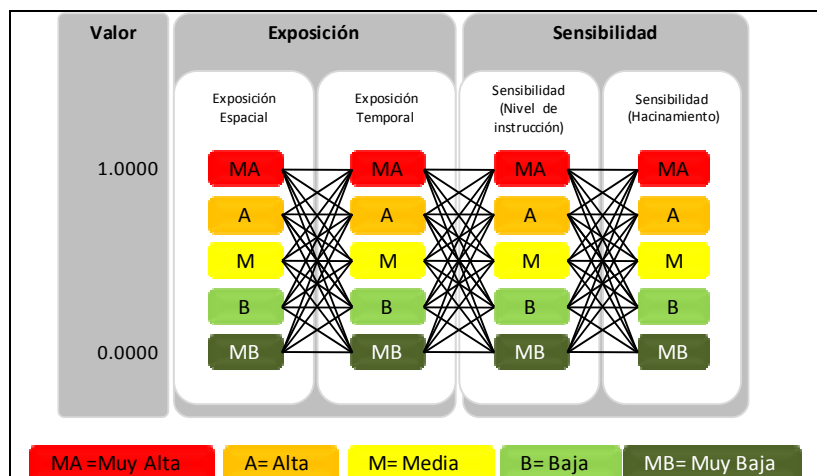 Valor Exposición Sensibilidad
Exposición Espacial
Exposición Temporal
Sensibilidad (Nivel de instrucción)
Sensibilidad (Hacinamiento)
1.0000 MA MA MA MA
A A A A
M M M M
B B B B
0.0000 MB MB MB MB
MA =Muy Alta A= Alta M= Media B= Baja MB= Muy Baja